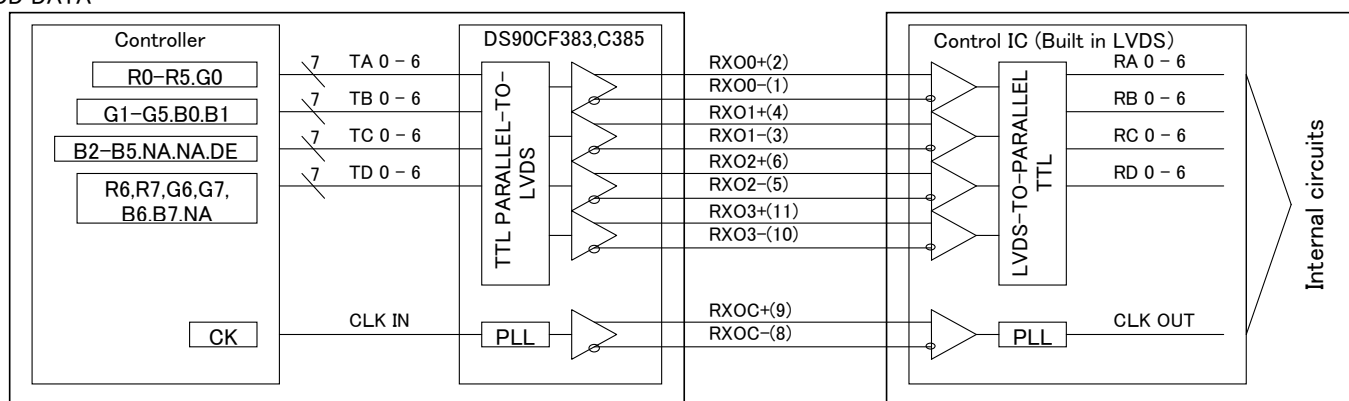 Controller
R0-R5.G0
G1-G5.B0.B1
B2-B5.NA.NA.DE
R6,R7,G6,G7,
B6.B7.NA
CK
7 TA 0 - 6
7 TB 0 - 6
7 TC 0 - 6
7 TD 0 - 6
CLK IN
DS90CF383,C385
TTL PARALLEL-TO-
LVDS
PLL
RXO0+(2)
RXO0-(1)
RXO1+(4)
RXO1-(3)
RXO2+(6)
RXO2-(5)
RXO3+(11)
RXO3-(10)
RXOC+(9)
RXOC-(8)
Control IC (Built in LVDS)
LVDS-TO-PARALLEL
TTL
PLL
RA 0 - 6
RB 0 - 6
RC 0 - 6
RD 0 - 6
CLK OUT
Internal circuits